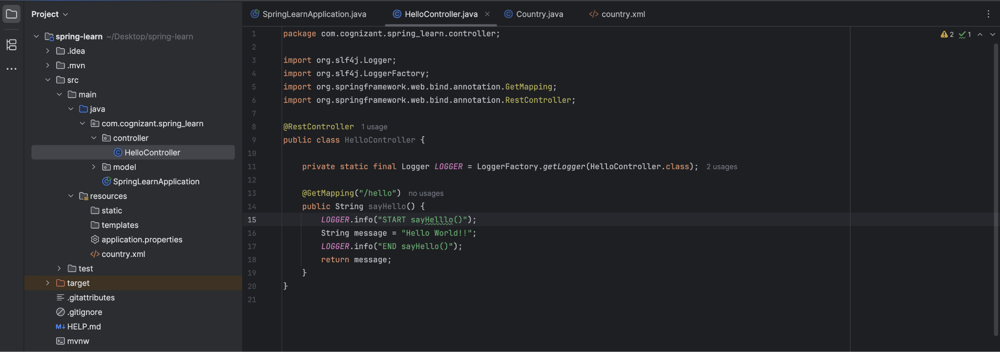 Project
spring-learn ~/Desktop/spring-learn
.idea
.mvn
src
main
java
com.cognizant.spring_learn
controller
HelloController
model
SpringLearnApplication
resources
static
templates
application.properties
country.xml
test
target
.gitattributes
.gitignore
HELP.md
mvnw
SpringLearnApplication.java HelloController.java Country.java country.xml
2 1
1 package com.cognizant.spring_learn.controller;
2
3 import org.slf4j.Logger;
4 import org.slf4j.LoggerFactory;
5 import org.springframework.web.bind.annotation.GetMapping;
6 import org.springframework.web.bind.annotation.RestController;
7
8 @RestController 1 usage
9 public class HelloController {
10
11 private static final Logger LOGGER = LoggerFactory.getLogger(HelloController.class); 2 usages
12
13 @GetMapping("/hello") no usages
14 public String sayHello() {
15 LOGGER.info("START sayHelllo()");
16 String message = "Hello World!!";
17 LOGGER.info("END sayHello()");
18 return message;
19 }
20 }
21